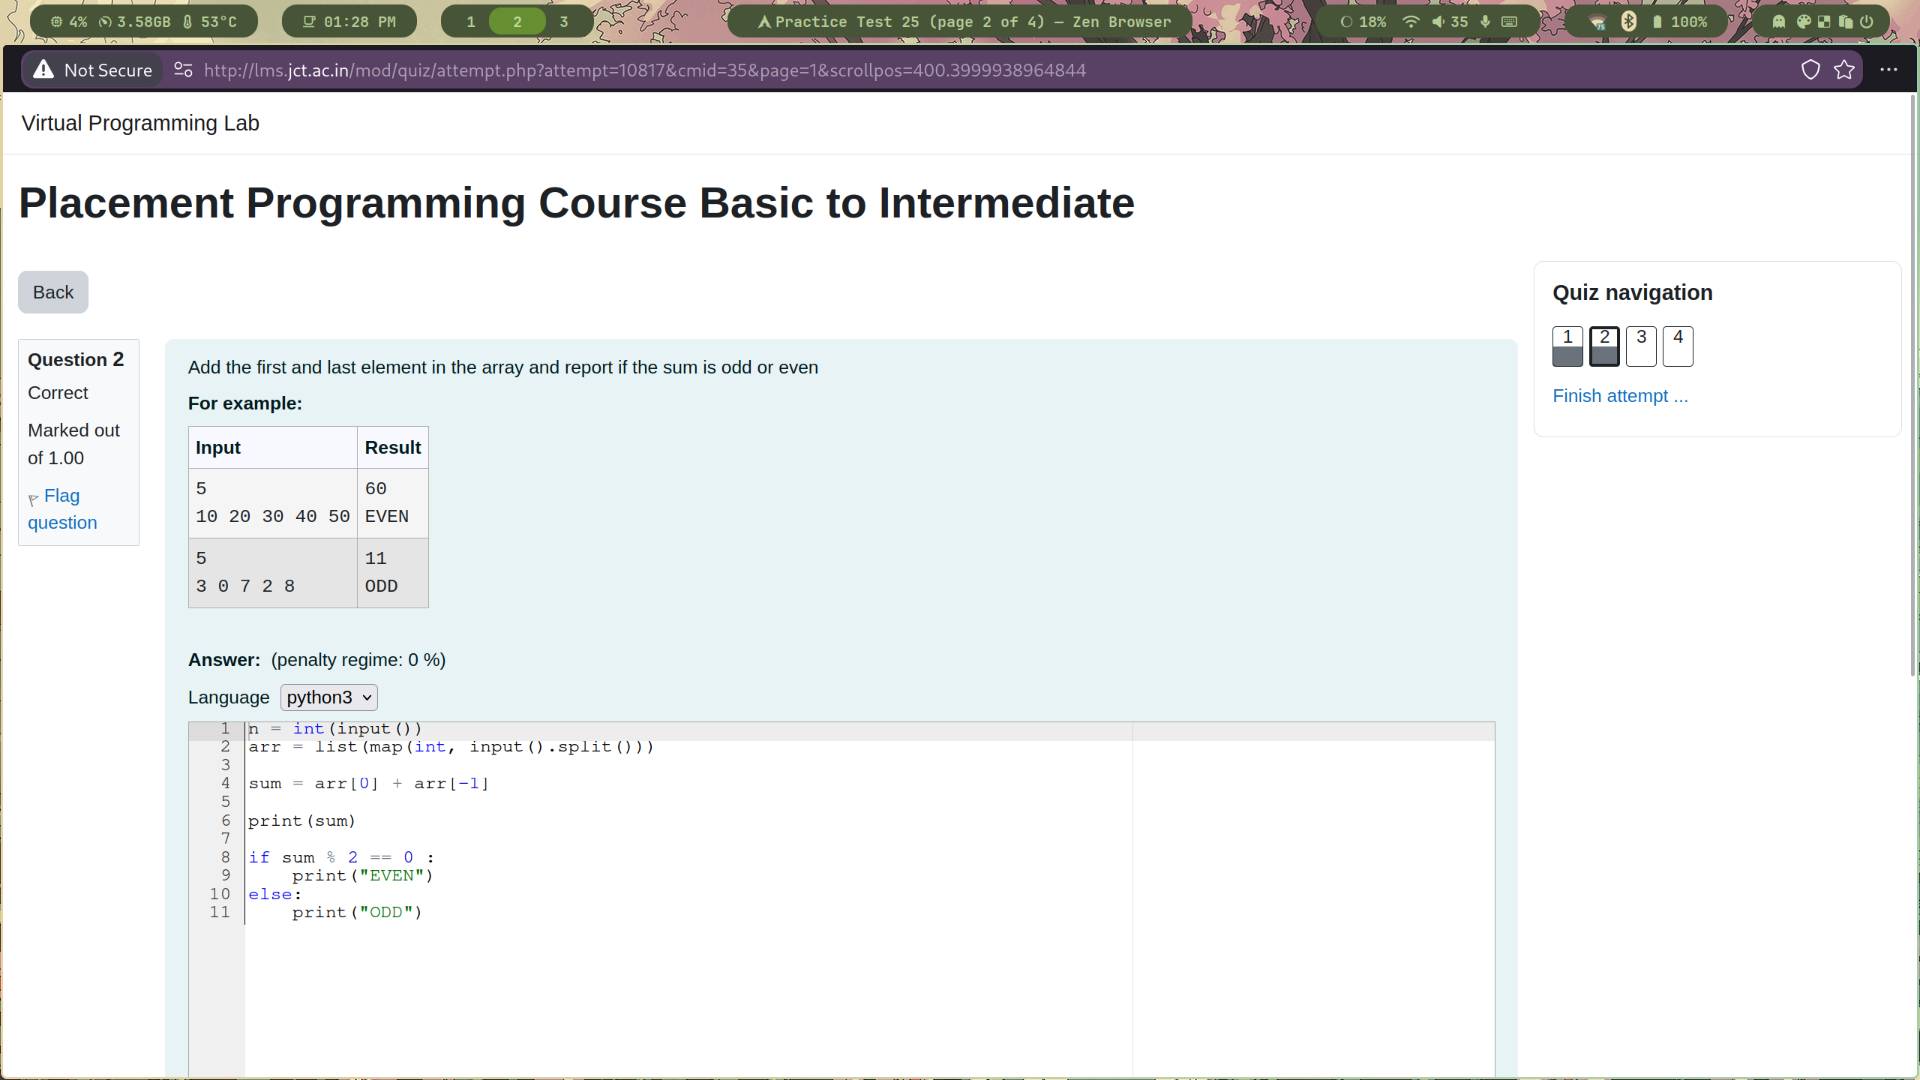 4% 3.58GB 53°C 01:28 PM 1 2 3 Practice Test 25 (page 2 of 4) — Zen Browser 18% 35 100%
Not Secure http://lms.jct.ac.in/mod/quiz/attempt.php?attempt=10817&cmid=35&page=1&scrollpos=400.3999938964844
Virtual Programming Lab
Placement Programming Course Basic to Intermediate
Back
Question 2
Correct
Marked out
of 1.00
Flag
question
Add the first and last element in the array and report if the sum is odd or even
For example:
Input Result
5 60
10 20 30 40 50 EVEN
5 11
3 0 7 2 8 ODD
Answer: (penalty regime: 0 %)
Language python3
1 n = int(input())
2 arr = list(map(int, input().split()))
3
4 sum = arr[0] + arr[-1]
5
6 print(sum)
7
8 if sum % 2 == 0 :
9     print("EVEN")
10 else:
11     print("ODD")
Quiz navigation
1 2 3 4
Finish attempt ...